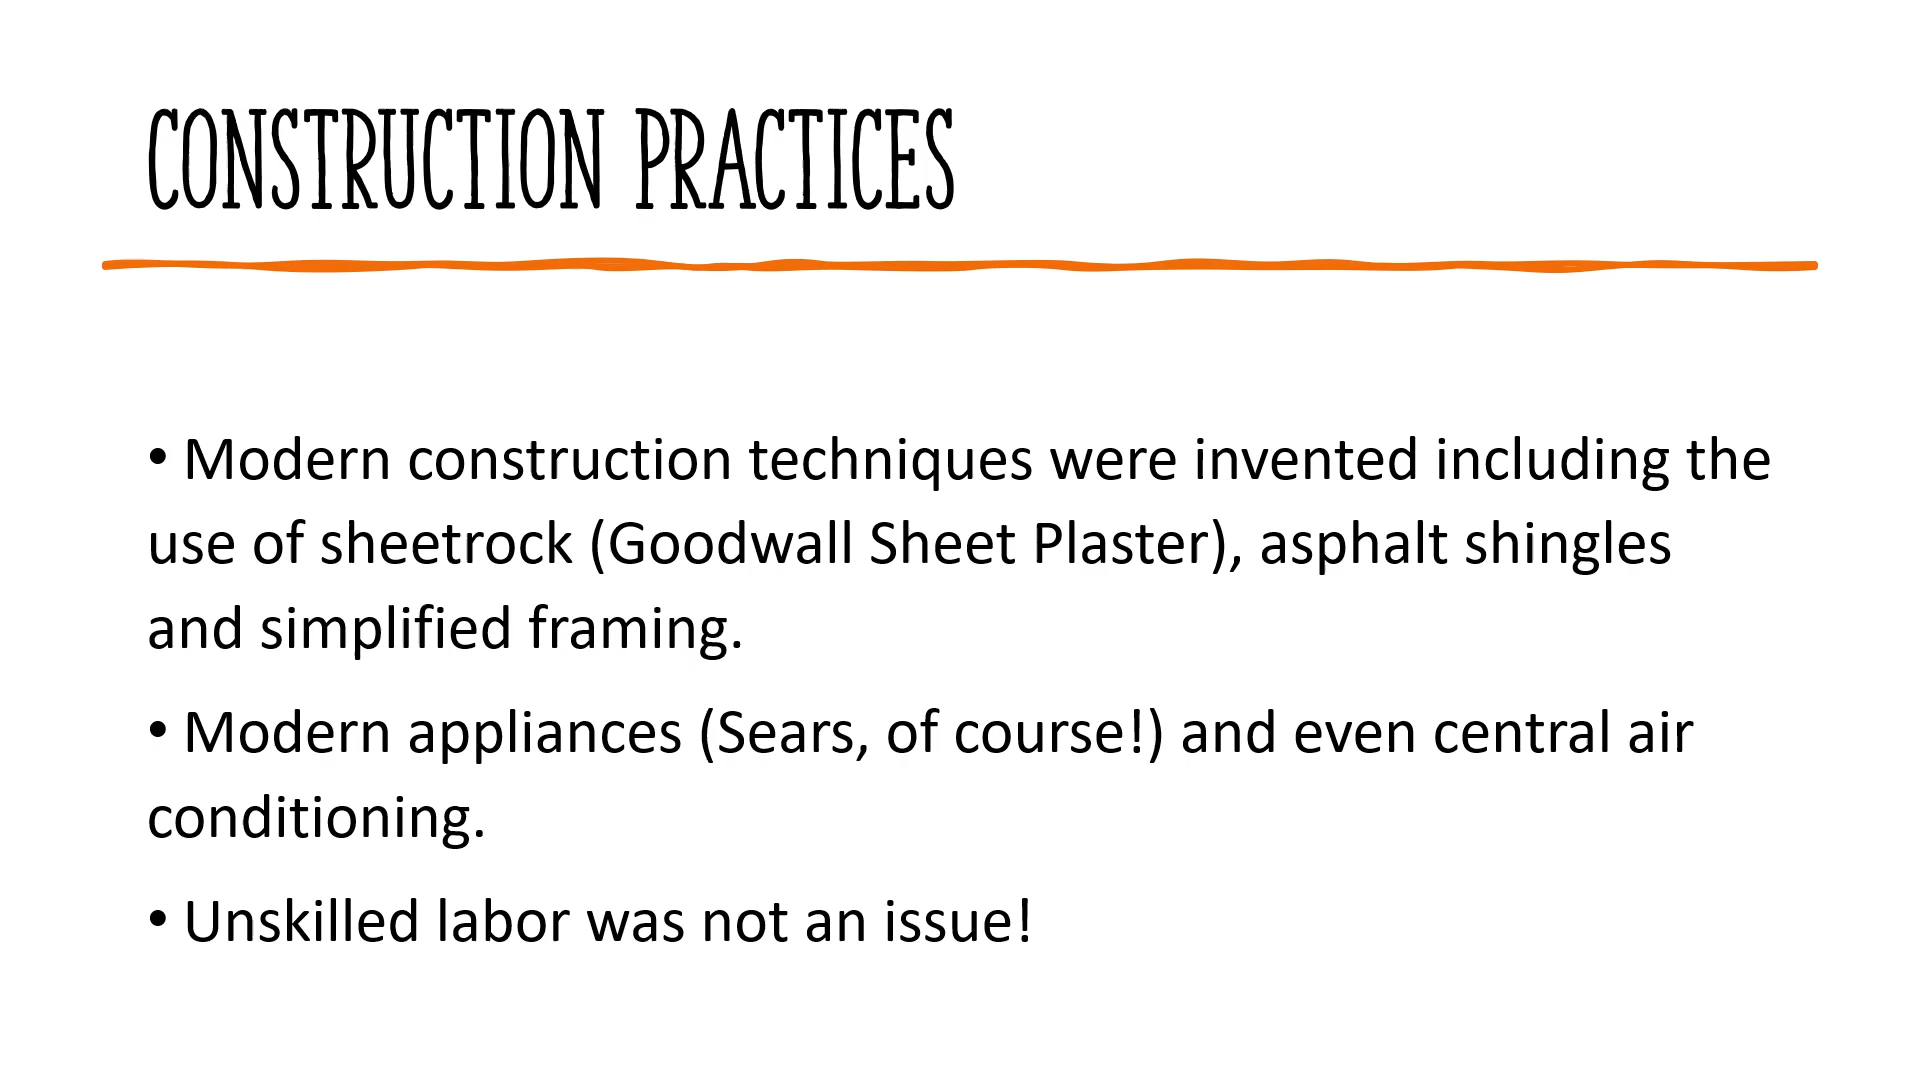 CONSTRUCTION PRACTICES
• Modern construction techniques were invented including the
use of sheetrock (Goodwall Sheet Plaster), asphalt shingles
and simplified framing.
• Modern appliances (Sears, of course!) and even central air
conditioning.
• Unskilled labor was not an issue!